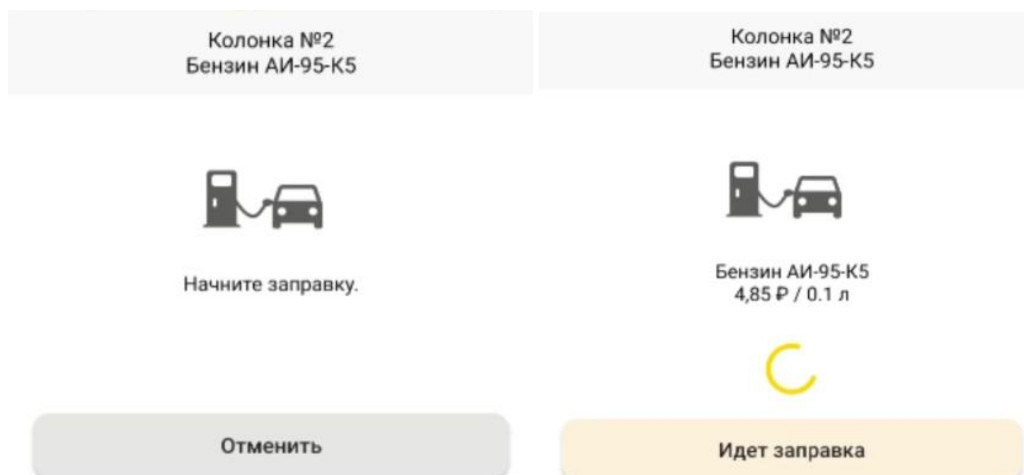 Колонка №2
Бензин АИ-95-К5
Начните заправку.
Отменить
Колонка №2
Бензин АИ-95-К5
Бензин АИ-95-К5
4,85 ₽ / 0.1 л
Идет заправка